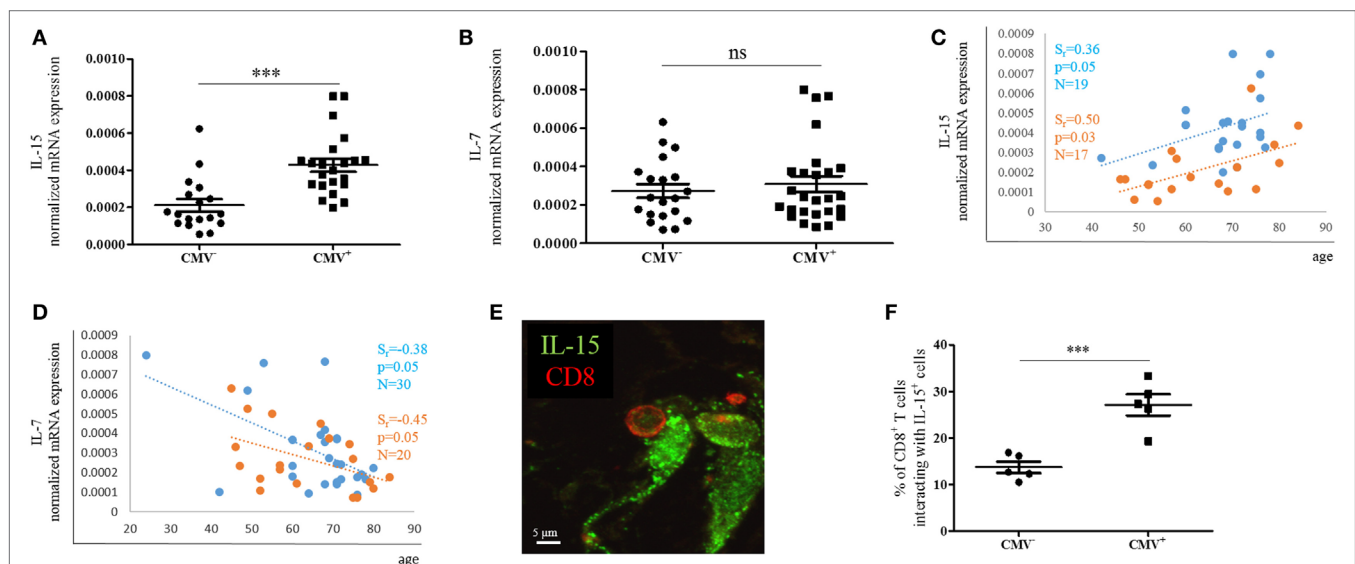 A
IL-15
normalized mRNA expression
0.0010
0.0008
0.0006
0.0004
0.0002
0.0000
***
CMV-
CMV+
B
IL-7
normalized mRNA expression
0.0010
0.0008
0.0006
0.0004
0.0002
0.0000
ns
CMV-
CMV+
C
IL-15
normalized mRNA expression
0.0009
0.0008
0.0007
0.0006
0.0005
0.0004
0.0003
0.0002
0.0001
0
Sr=0.36
p=0.05
N=19
Sr=0.50
p=0.03
N=17
30 40 50 60 70 80 90
age
D
IL-7
normalized mRNA expression
0.0009
0.0008
0.0007
0.0006
0.0005
0.0004
0.0003
0.0002
0.0001
0
Sr=-0.38
p=0.05
N=30
Sr=-0.45
p=0.05
N=20
20 30 40 50 60 70 80 90
age
E
IL-15
CD8
5 μm
F
% of CD8+ T cells
interacting with IL-15+ cells
40
30
20
10
0
***
CMV-
CMV+